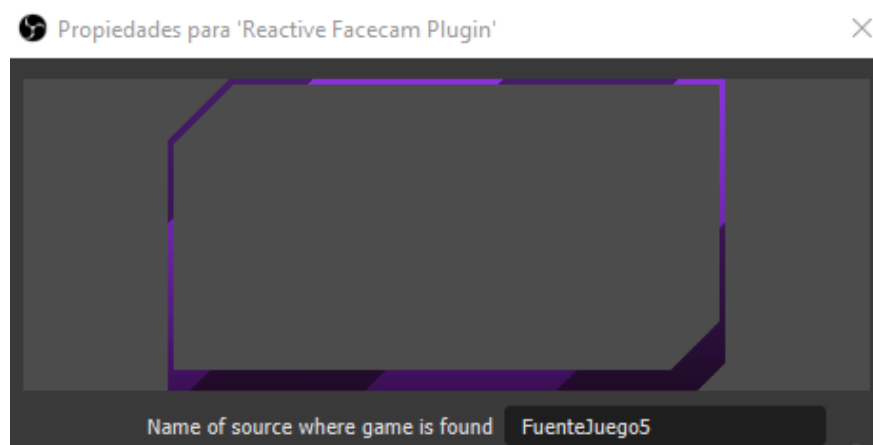 Propiedades para 'Reactive Facecam Plugin'
Name of source where game is found FuenteJuego5